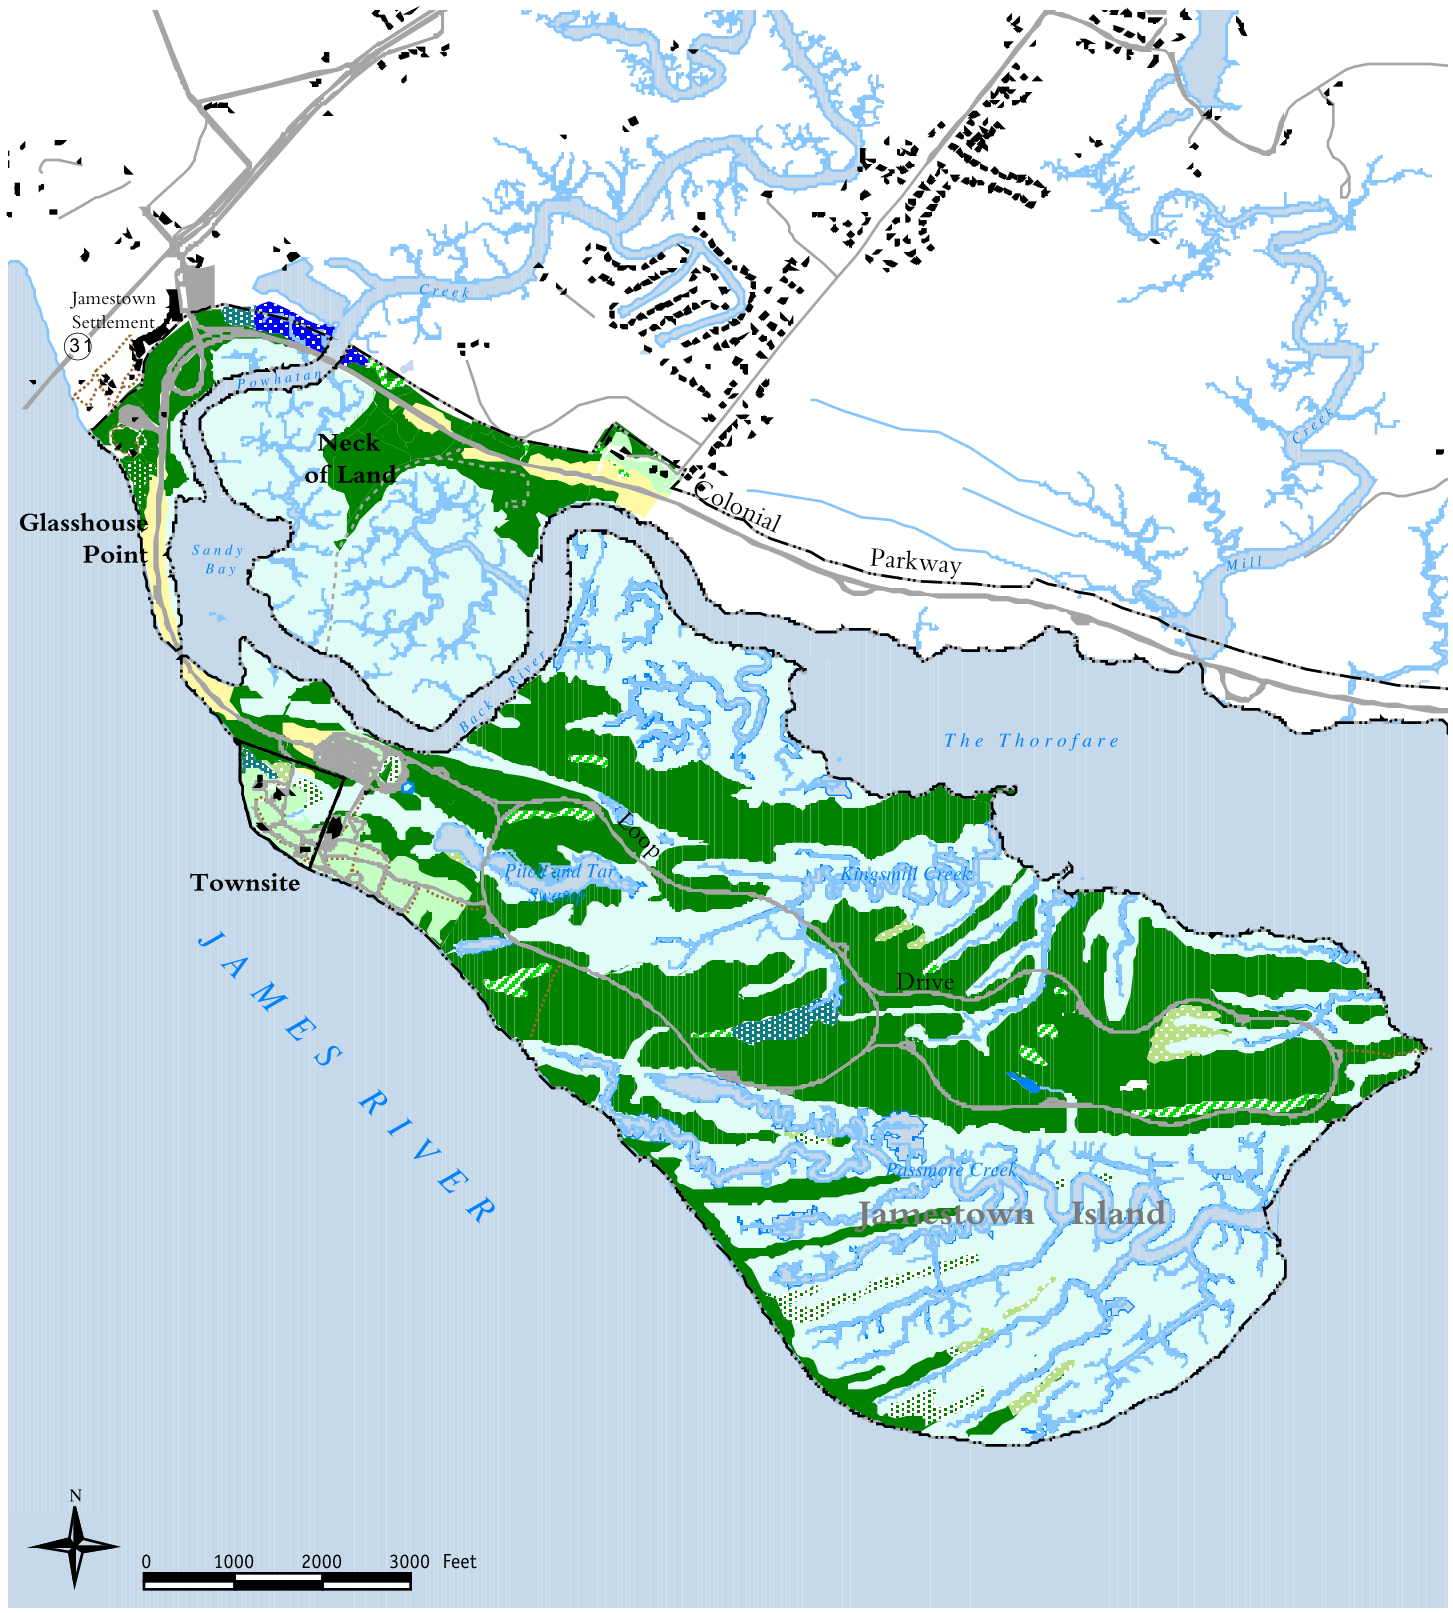 Creek
Jamestown
Settlement
31
Powhatan
Creek
Neck
of Land
Colonial
Glasshouse
Point
Sandy
Bay
Parkway
Mill
Back River
The Thorofare
Loop
Townsite
Pitch and Tar
Swamp
Kingsmill Creek
JAMES RIVER
Drive
Passmore Creek
Jamestown Island
N
0 1000 2000 3000 Feet